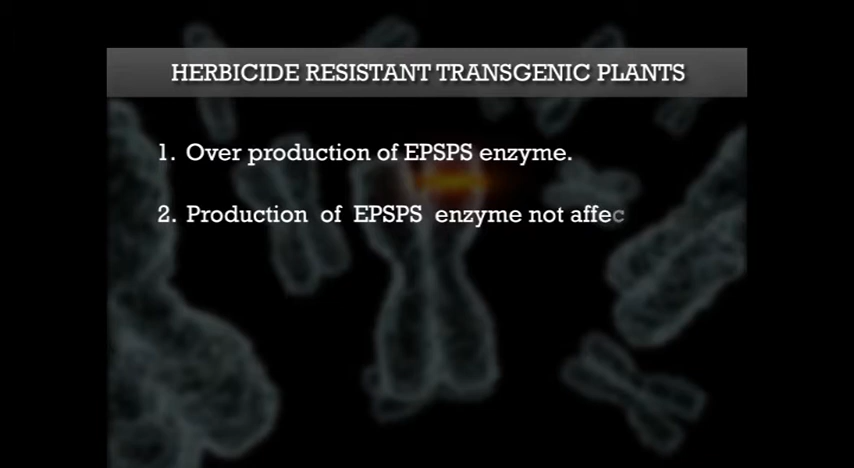 HERBICIDE RESISTANT TRANSGENIC PLANTS
1. Over production of EPSPS enzyme.
2. Production of EPSPS enzyme not affec